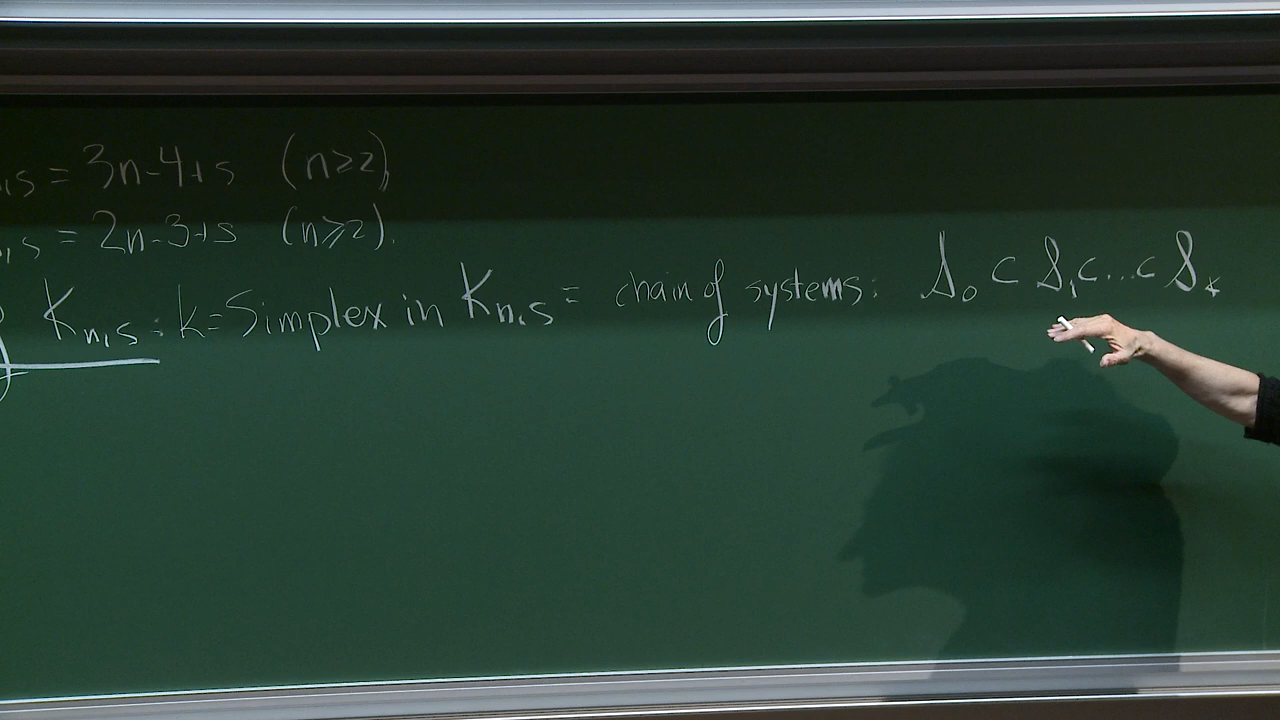 n,s = 3n-4+s (n≥2),
n,s = 2n-3+s (n≥2).
K_{n,s}: k-Simplex in K_{n,s} = chain of systems: S_0 ⊂ S_1 ⊂ ... ⊂ S_k